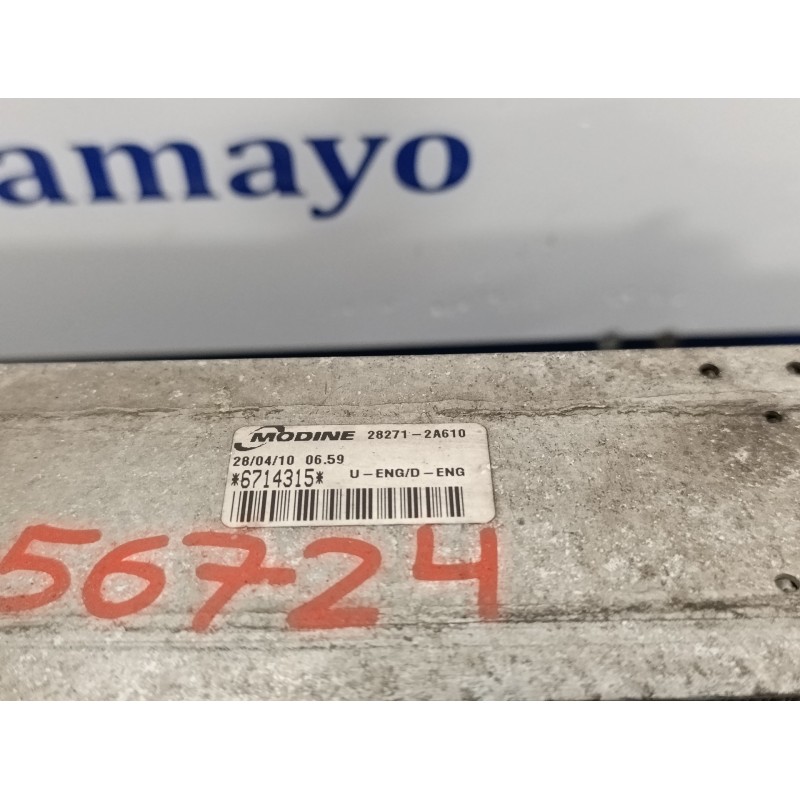 amayo
MODINE 28271-2A610
28/04/10 06.59
*6714315* U-ENG/D-ENG
56724